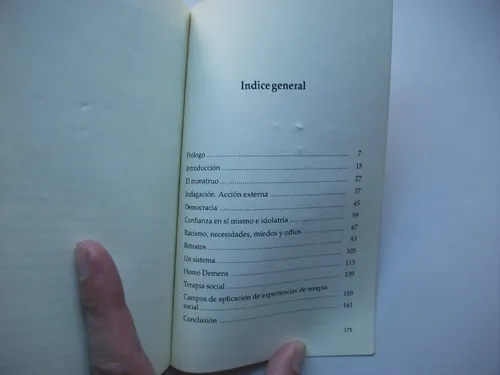 Indice general
Prólogo ........ 7
Introducción ........ 15
El monstruo ........ 27
Indagación. Acción externa ........ 37
Democracia ........ 45
Confianza en sí mismo e idolatría ........ 59
Racismo, necesidades, miedos y odios ........ 67
Retratos ........ 93
Un sistema ........ 105
Homo Demens ........ 115
Terapia social ........ 139
Campos de aplicación de experiencias de terapia
social ........ 159
Conclusión ........ 161
175